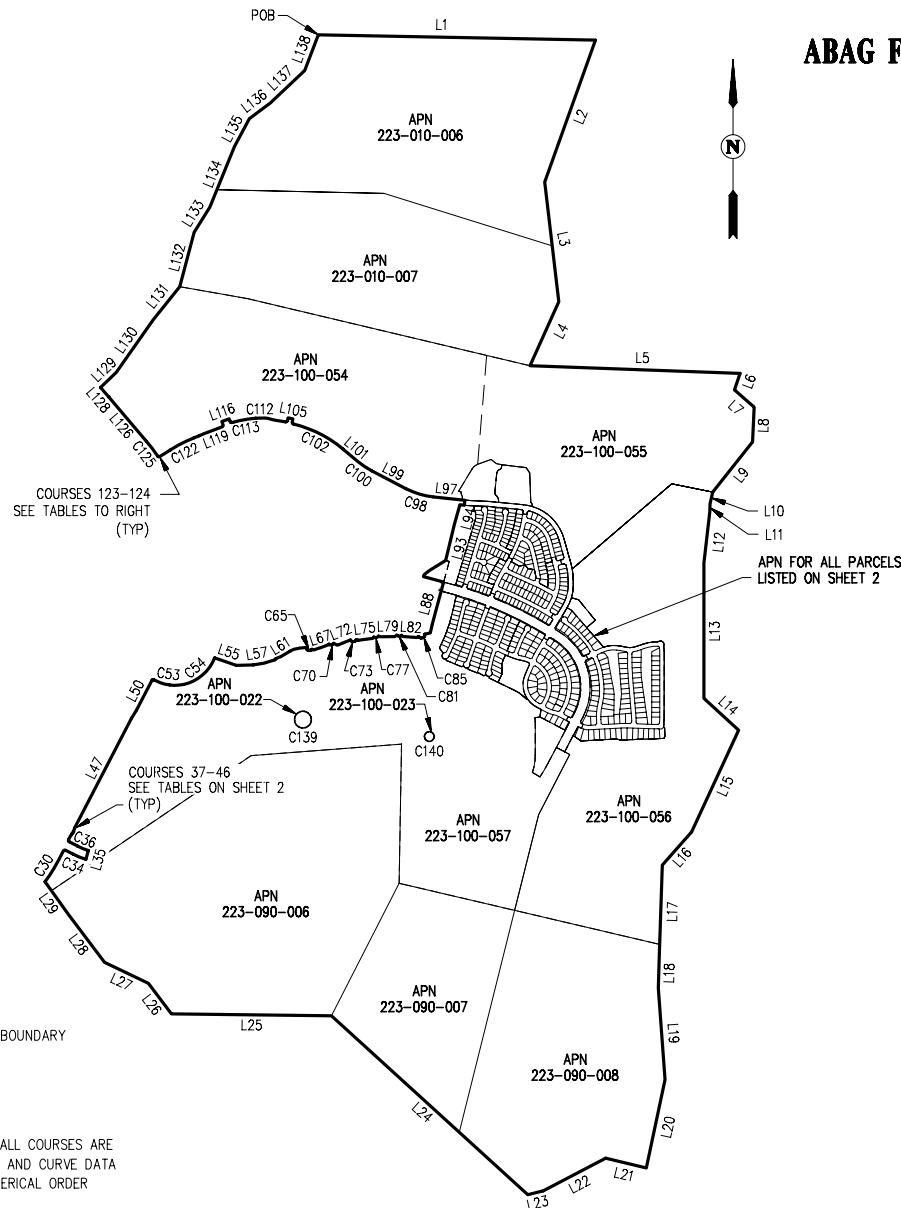 POB
L1
ABAG F
L138
L137
L136
L135
L2
APN
223-010-006
N
L134
L133
L3
APN
223-010-007
L132
L131
L4
L130
L5
APN
223-100-054
L129
L6
L128
L7
L126
L116
C112
L105
L8
C125
C122
L119
C113
C102
L101
APN
223-100-055
C100
L99
L9
COURSES 123-124
SEE TABLES TO RIGHT
(TYP)
L97
C98
L94
L10
L11
L12
L93
APN FOR ALL PARCELS
LISTED ON SHEET 2
L88
C65
L67
L72
L75
L79
L82
L13
L55
L57
L61
C53
C54
C70
C73
C77
C81
C85
L50
APN
223-100-022
APN
223-100-023
L14
C139
C140
L47
L15
COURSES 37-46
SEE TABLES ON SHEET 2
(TYP)
APN
223-100-056
APN
223-100-057
C36
L35
C34
C30
L16
L29
APN
223-090-006
L17
L28
L27
L18
L26
APN
223-090-007
L25
BOUNDARY
L19
APN
223-090-008
L24
L20
ALL COURSES ARE
AND CURVE DATA
ERICAL ORDER
L21
L22
L23